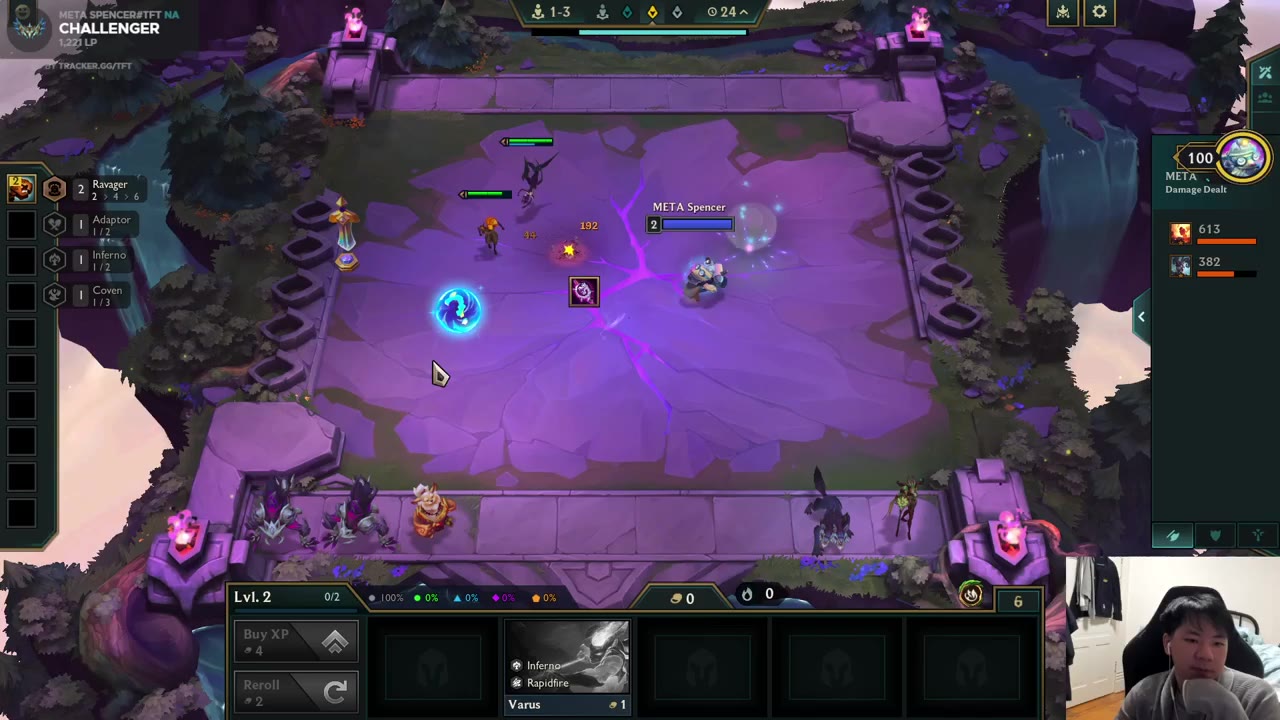 META SPENCER#TFT NA
CHALLENGER
1,221 LP
BY TRACKER.GG/TFT
1-3
24
2
2 Ravager
2 > 4 > 6
1 Adaptor
1 / 2
1 Inferno
1 / 2
1 Coven
1 / 3
192
44
META Spencer
2
100
META
Damage Dealt
613
382
Lvl. 2
0/2
100%
0%
0%
0%
0%
0
0
6
Buy XP
4
Reroll
2
Inferno
Rapidfire
Varus
1